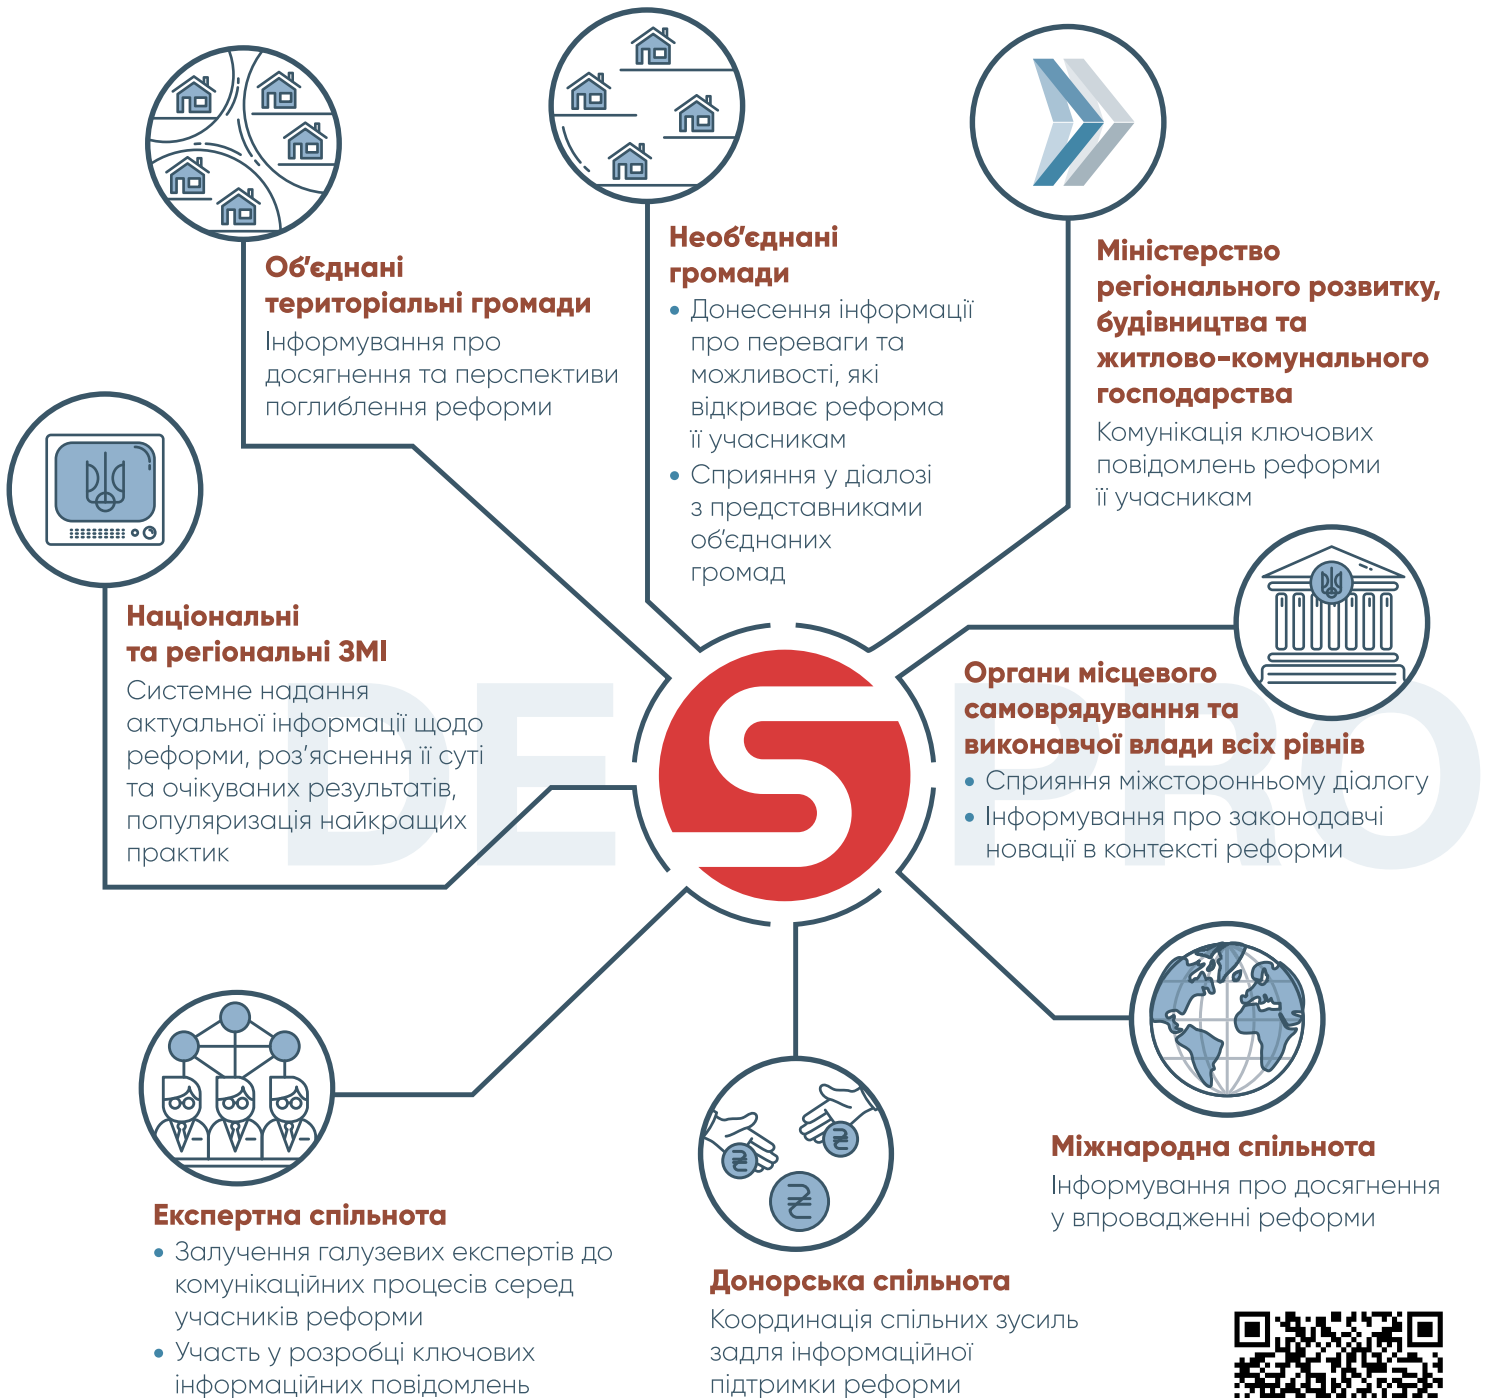 Об’єднані
територіальні громади
Інформування про
досягнення та перспективи
поглиблення реформи
Необ’єднані
громади
• Донесення інформації
про переваги та
можливості, які
відкриває реформа
її учасникам
• Сприяння у діалозі
з представниками
об’єднаних
громад
Міністерство
регіонального розвитку,
будівництва та
житлово-комунального
господарства
Комунікація ключових
повідомлень реформи
її учасникам
Національні
та регіональні ЗМІ
Системне надання
актуальної інформації щодо
реформи, роз’яснення її суті
та очікуваних результатів,
популяризація найкращих
практик
DE S PRO
Органи місцевого
самоврядування та
виконавчої влади всіх рівнів
• Сприяння міжсторонньому діалогу
• Інформування про законодавчі
новації в контексті реформи
Міжнародна спільнота
Інформування про досягнення
у впровадженні реформи
Експертна спільнота
• Залучення галузевих експертів до
комунікаційних процесів серед
учасників реформи
• Участь у розробці ключових
інформаційних повідомлень
Донорська спільнота
Координація спільних зусиль
задля інформаційної
підтримки реформи